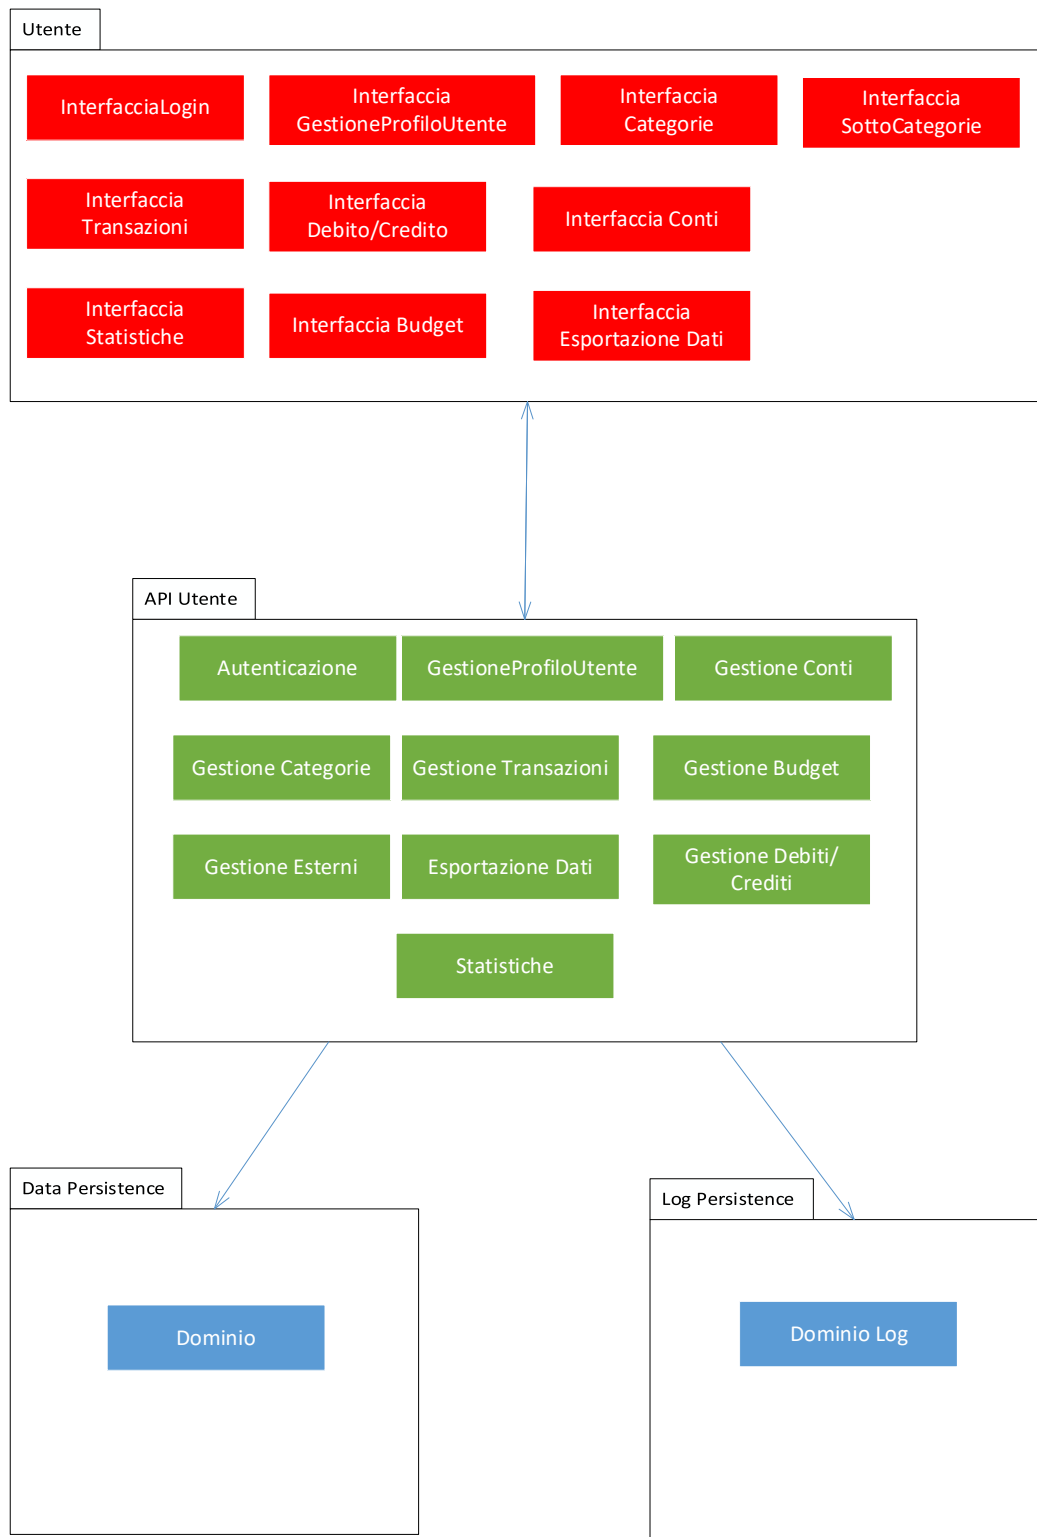 Utente
InterfacciaLogin
Interfaccia
GestioneProfiloUtente
Interfaccia
Categorie
Interfaccia
SottoCategorie
Interfaccia
Transazioni
Interfaccia
Debito/Credito
Interfaccia Conti
Interfaccia
Statistiche
Interfaccia Budget
Interfaccia
Esportazione Dati
API Utente
Autenticazione
GestioneProfiloUtente
Gestione Conti
Gestione Categorie
Gestione Transazioni
Gestione Budget
Gestione Esterni
Esportazione Dati
Gestione Debiti/
Crediti
Statistiche
Data Persistence
Log Persistence
Dominio
Dominio Log